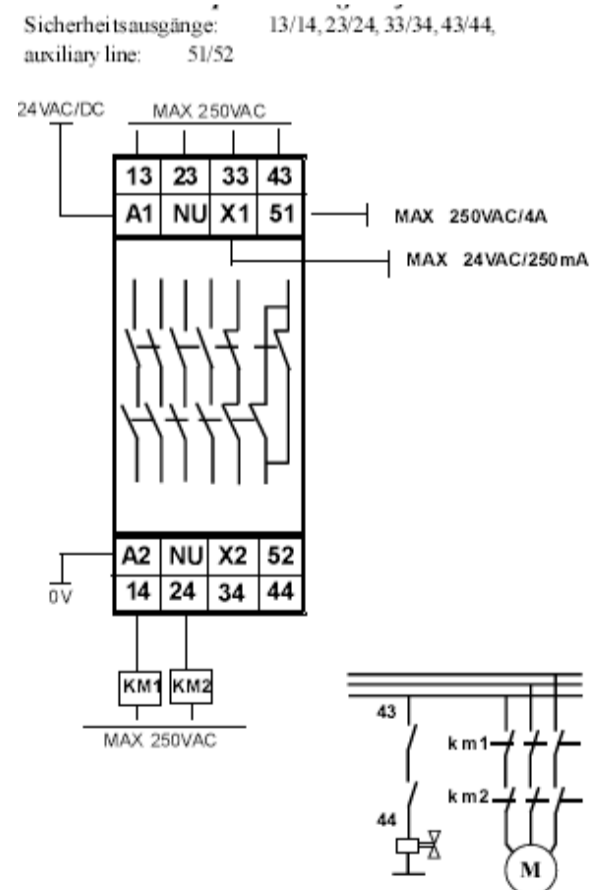 Sicherheitsausgänge: 13/14, 23/24, 33/34, 43/44,
auxiliary line: 51/52
24VAC/DC MAX 250VAC
13 23 33 43
A1 NU X1 51 MAX 250VAC/4A
MAX 24VAC/250mA
A2 NU X2 52
14 24 34 44
0V
KM1 KM2
MAX 250VAC
43
km1
km2
44
M